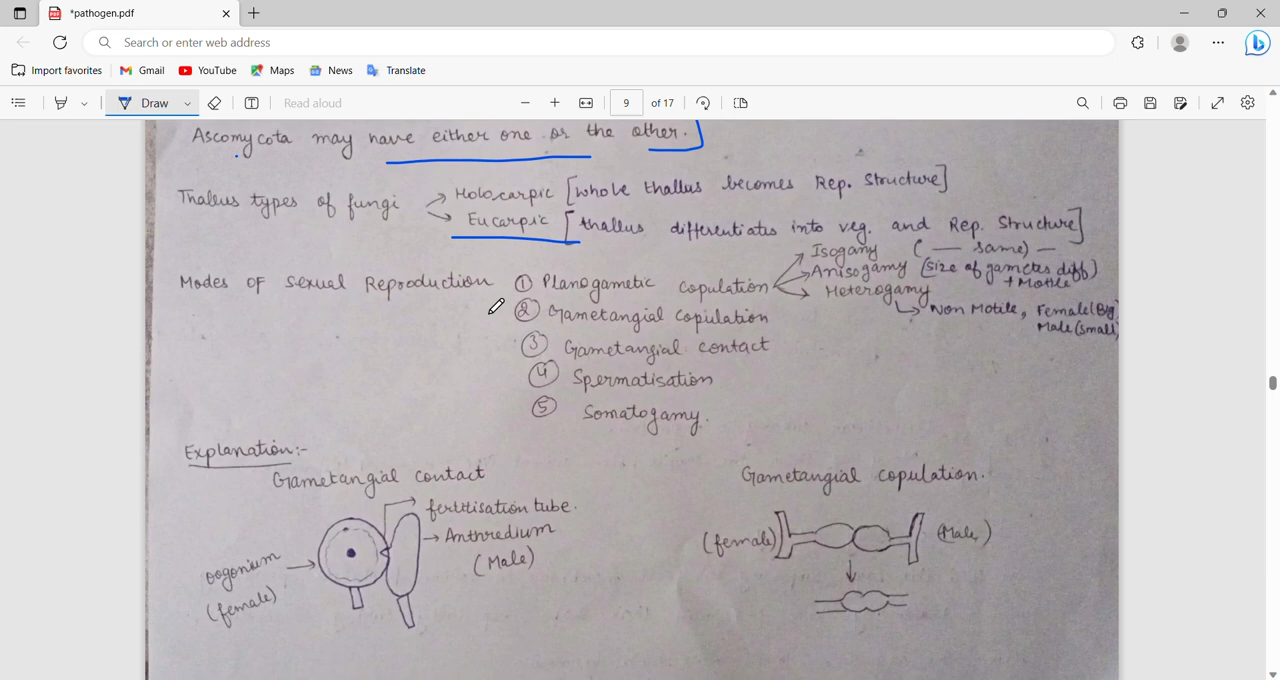 *pathogen.pdf
Search or enter web address
Import favorites Gmail YouTube Maps News Translate
Draw Read aloud 9 of 17
Ascomycota may have either one or the other.
Thallus types of fungi Holocarpic [whole thallus becomes Rep. Structure]
Eucarpic [thallus differentiates into veg. and Rep. Structure]
Modes of Sexual Reproduction ① Planogametic copulation
Isogamy ( — same) —
Anisogamy (size of gametes diff)
+ Motile
Heterogamy
Non Motile, Female (Big)
Male (small)
② Gametangial copulation
③ Gametangial contact
④ Spermatisation
⑤ Somatogamy.
Explanation:-
Gametangial contact
fertilisation tube.
Anthredium
(Male)
oogonium
(female)
Gametangial copulation.
(female) (Male)